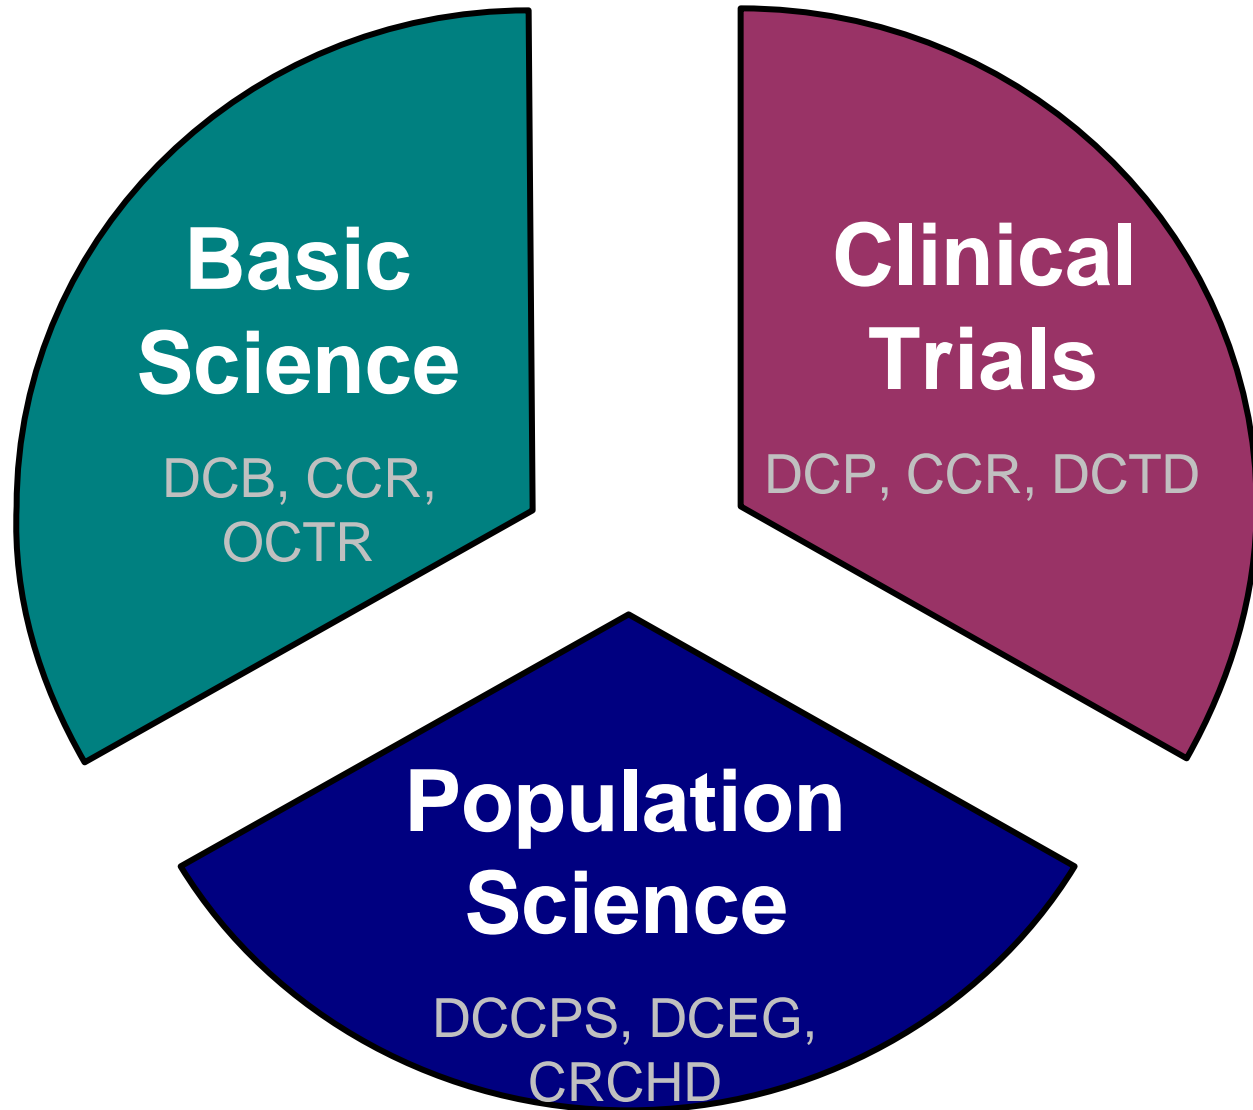 Basic
Science
DCB, CCR,
OCTR
Clinical
Trials
DCP, CCR, DCTD
Population
Science
DCCPS, DCEG,
CRCHD